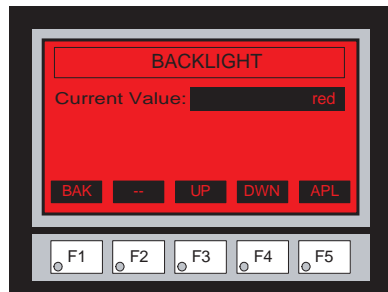 BACKLIGHT
Current Value: red
BAK -- UP DWN APL
F1 F2 F3 F4 F5